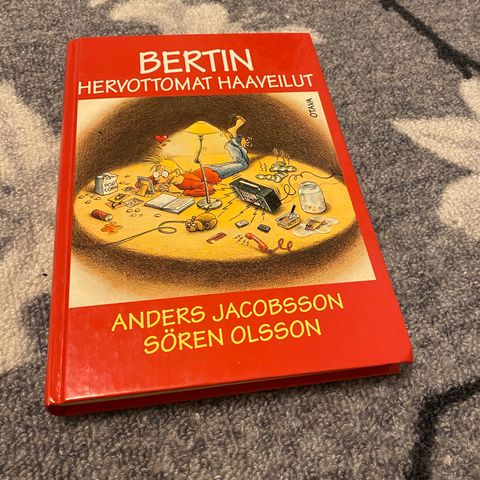 BERTIN
HERVOTTOMAT HAAVEILUT
OTAVA
ANDERS JACOBSSON
SÖREN OLSSON